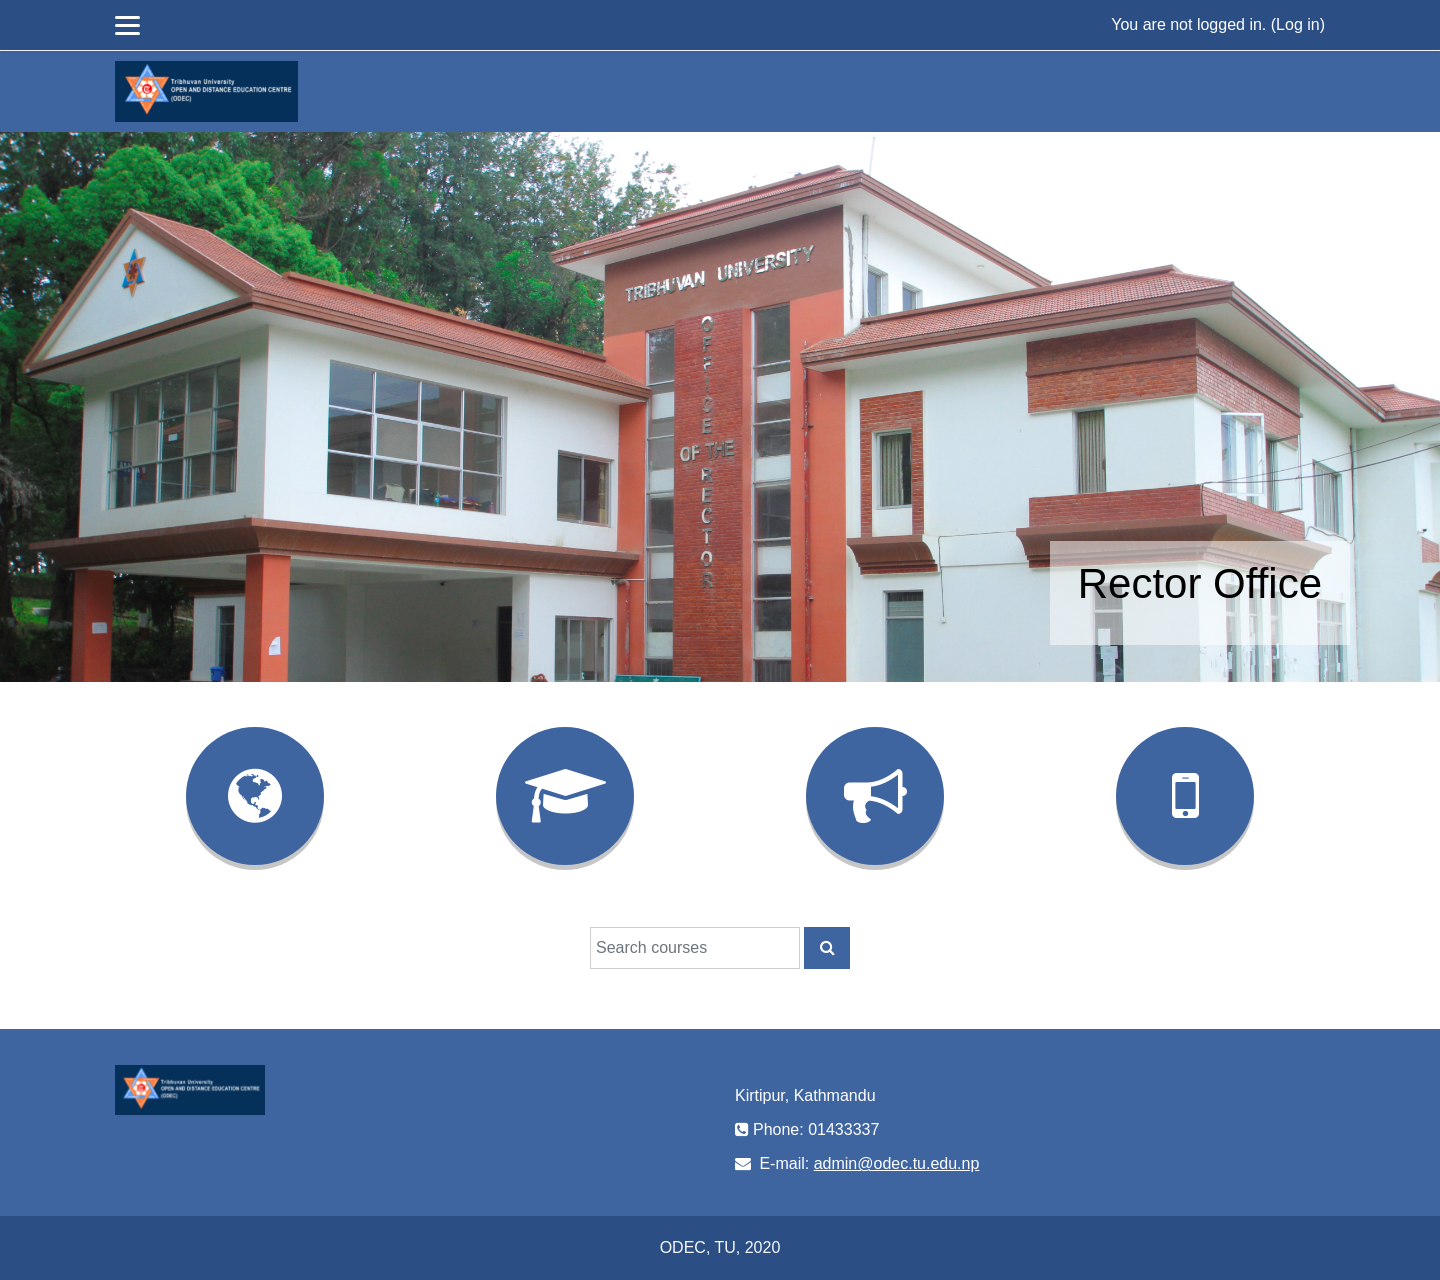 You are not logged in. (Log in)
Tribhuvan University
OPEN AND DISTANCE EDUCATION CENTRE
(ODEC)
TRIBHUVAN UNIVERSITY
OFFICE
OF THE
RECTOR
Rector Office
Search courses
Tribhuvan University
OPEN AND DISTANCE EDUCATION CENTRE
(ODEC)
Kirtipur, Kathmandu
Phone: 01433337
E-mail: admin@odec.tu.edu.np
ODEC, TU, 2020